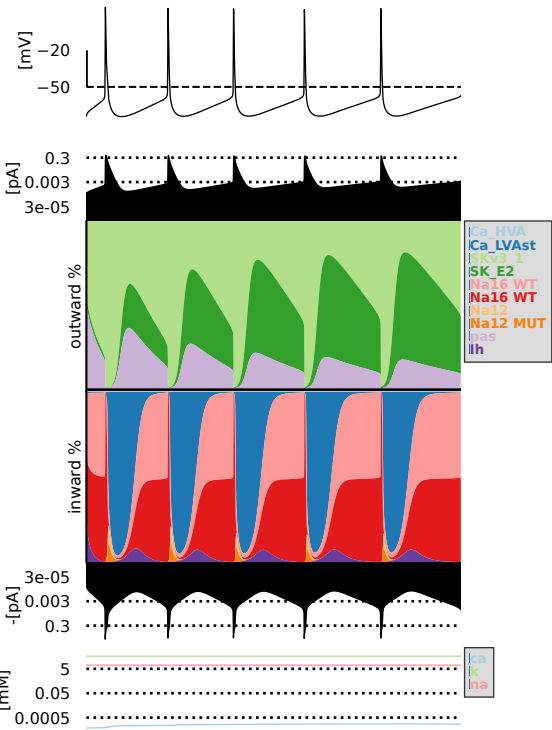 [mV]
−20
−50
[pA]
0.3
0.003
3e-05
outward %
Ca_HVA
Ca_LVAst
SKv3_1
SK_E2
Na16 WT
Na16 WT
Na12
Na12 MUT
pas
Ih
inward %
-[pA]
3e-05
0.003
0.3
[mM]
5
0.05
0.0005
ca
k
na